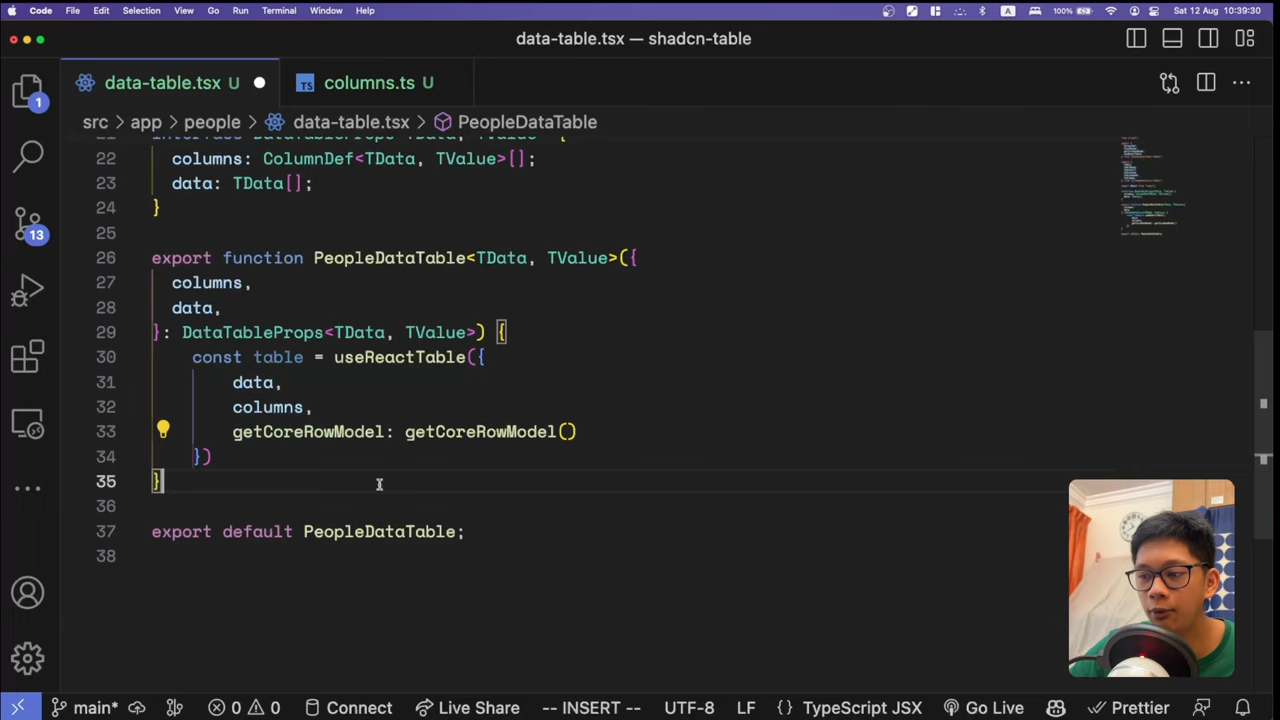 Code File Edit Selection View Go Run Terminal Window Help A 100% Sat 12 Aug 10:39:30
data-table.tsx — shadcn-table
data-table.tsx U TS columns.ts U
1
src > app > people > data-table.tsx > PeopleDataTable
22 columns: ColumnDef<TData, TValue>[];
23 data: TData[];
24 }
25
26 export function PeopleDataTable<TData, TValue>({
27 columns,
28 data,
29 }: DataTableProps<TData, TValue>) {
30 const table = useReactTable({
31 data,
32 columns,
33 getCoreRowModel: getCoreRowModel()
34 })
35 }
36
37 export default PeopleDataTable;
38
13
main* 0 0 Connect Live Share -- INSERT -- UTF-8 LF {} TypeScript JSX Go Live Prettier